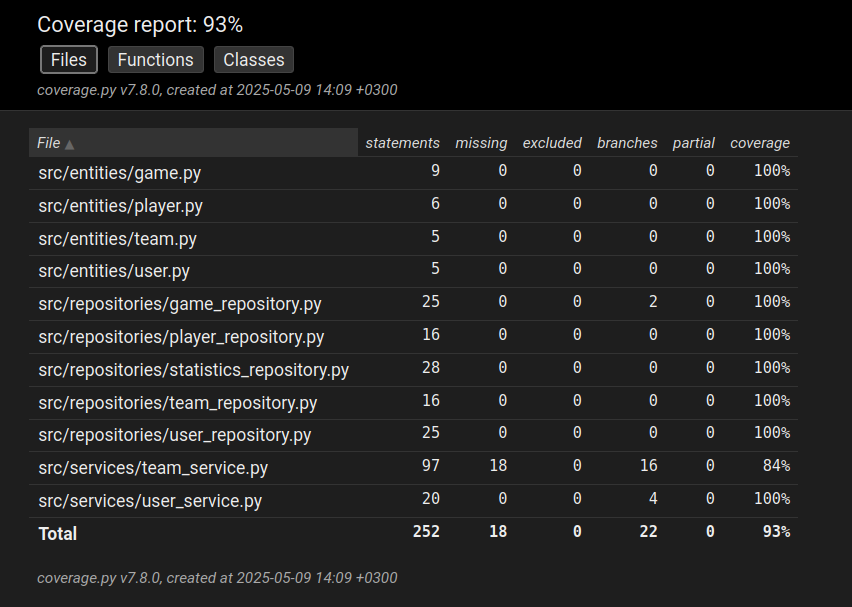 Coverage report: 93%
Files Functions Classes
coverage.py v7.8.0, created at 2025-05-09 14:09 +0300
File ▲ statements missing excluded branches partial coverage
src/entities/game.py 9 0 0 0 0 100%
src/entities/player.py 6 0 0 0 0 100%
src/entities/team.py 5 0 0 0 0 100%
src/entities/user.py 5 0 0 0 0 100%
src/repositories/game_repository.py 25 0 0 2 0 100%
src/repositories/player_repository.py 16 0 0 0 0 100%
src/repositories/statistics_repository.py 28 0 0 0 0 100%
src/repositories/team_repository.py 16 0 0 0 0 100%
src/repositories/user_repository.py 25 0 0 0 0 100%
src/services/team_service.py 97 18 0 16 0 84%
src/services/user_service.py 20 0 0 4 0 100%
Total 252 18 0 22 0 93%
coverage.py v7.8.0, created at 2025-05-09 14:09 +0300